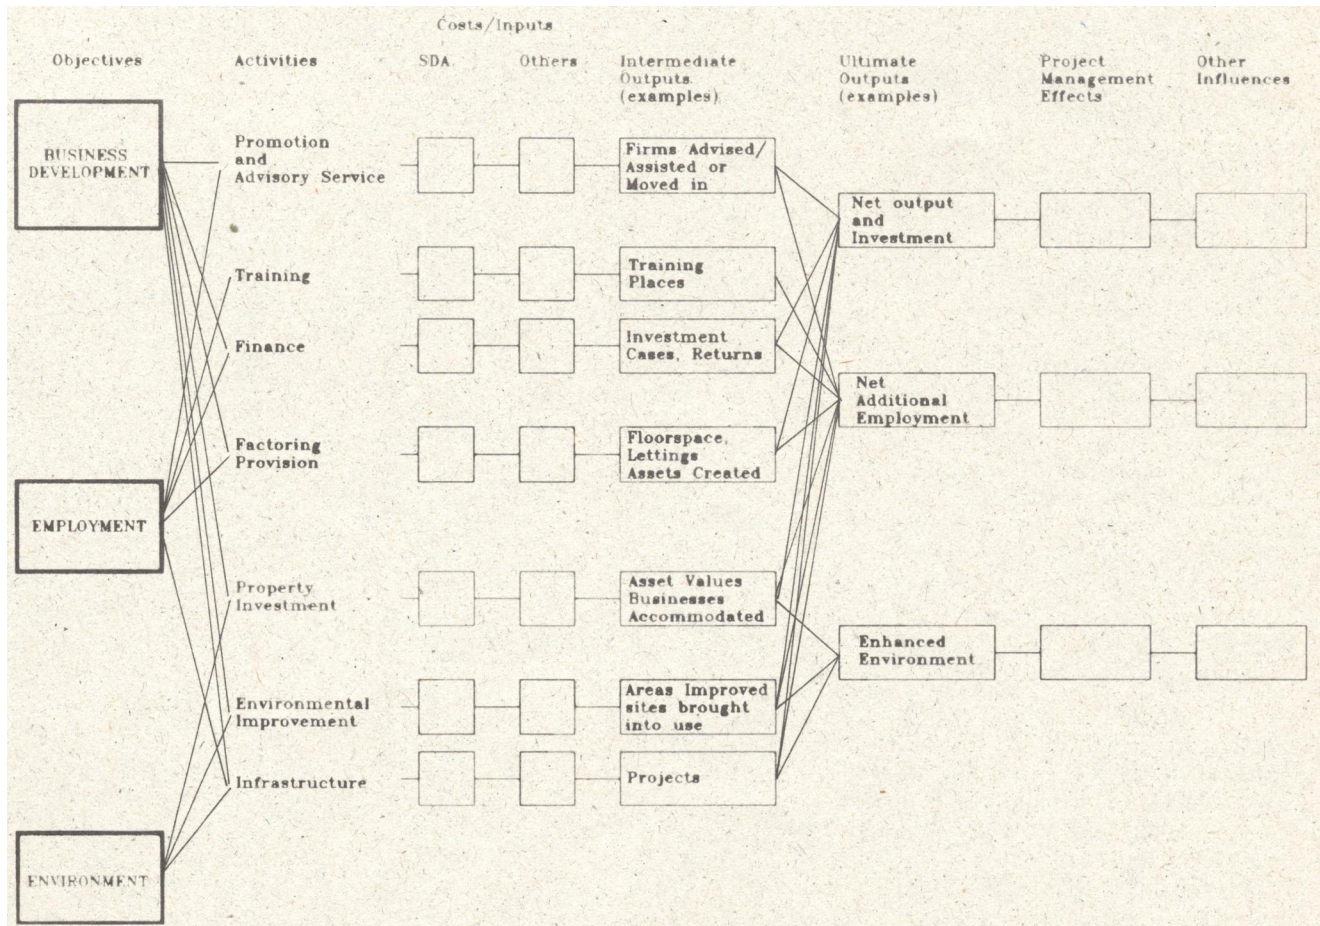 Costs/Inputs
Objectives
Activities
SDA.
Others
Intermediate
Outputs.
(examples)
Ultimate
Outputs
(examples)
Project
Management
Effects
Other
Influences
BUSINESS
DEVELOPMENT
EMPLOYMENT
ENVIRONMENT
Promotion
and
Advisory Service
Training
Finance
Factoring
Provision
Property
Investment
Environmental
Improvement
Infrastructure
Firms Advised/
Assisted or
Moved in
Training
Places
Investment
Cases, Returns
Floorspace,
Lettings
Assets Created
Asset Values
Businesses
Accommodated
Areas Improved
sites brought
into use
Projects
Net output
and
Investment
Net
Additional
Employment
Enhanced
Environment